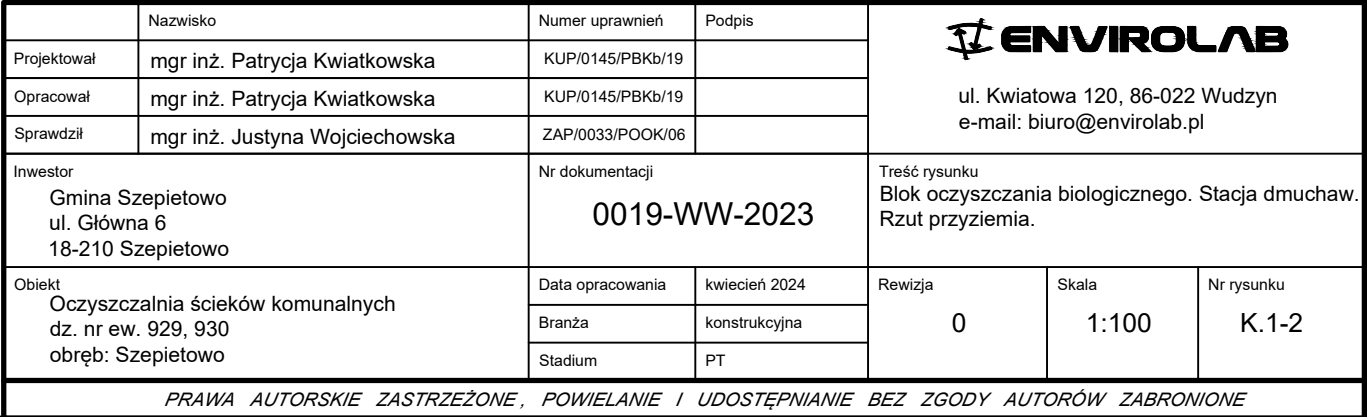 Nazwisko
Numer uprawnień
Podpis
Projektował
mgr inż. Patrycja Kwiatkowska
KUP/0145/PBKb/19
Opracował
mgr inż. Patrycja Kwiatkowska
KUP/0145/PBKb/19
Sprawdził
mgr inż. Justyna Wojciechowska
ZAP/0033/POOK/06
ENVIROLAB
ul. Kwiatowa 120, 86-022 Wudzyn
e-mail: biuro@envirolab.pl
Inwestor
Gmina Szepietowo
ul. Główna 6
18-210 Szepietowo
Nr dokumentacji
0019-WW-2023
Treść rysunku
Blok oczyszczania biologicznego. Stacja dmuchaw.
Rzut przyziemia.
Obiekt
Oczyszczalnia ścieków komunalnych
dz. nr ew. 929, 930
obręb: Szepietowo
Data opracowania
kwiecień 2024
Branża
konstrukcyjna
Stadium
PT
Rewizja
0
Skala
1:100
Nr rysunku
K.1-2
PRAWA AUTORSKIE ZASTRZEŻONE, POWIELANIE I UDOSTĘPNIANIE BEZ ZGODY AUTORÓW ZABRONIONE